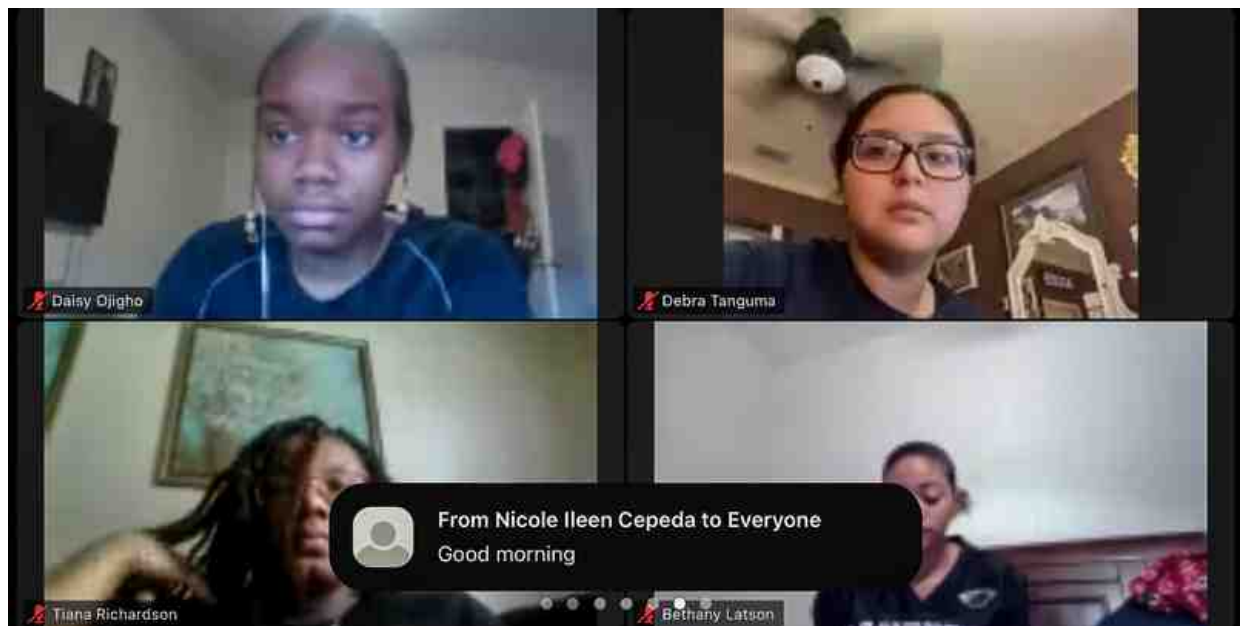 Daisy Ojigho
Debra Tanguma
From Nicole Ileen Cepeda to Everyone
Good morning
Tiana Richardson
Bethany Latson